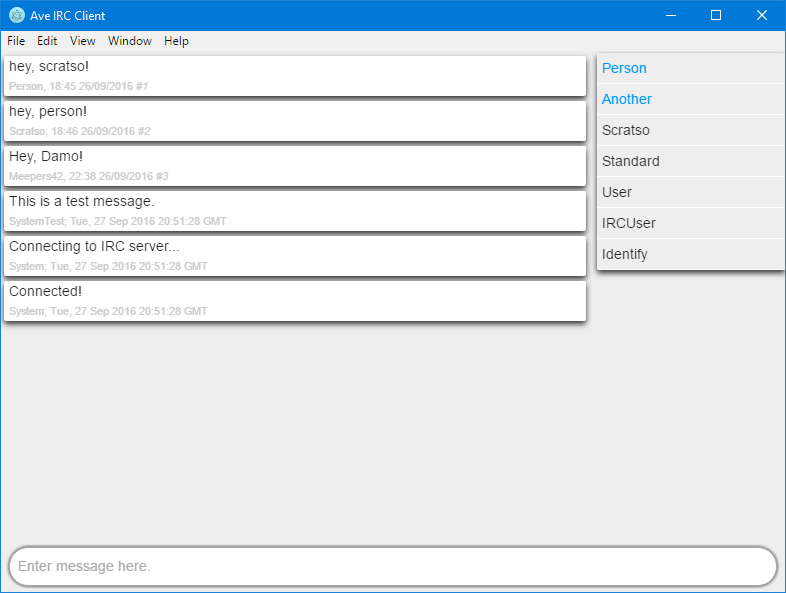 Ave IRC Client
File Edit View Window Help
hey, scratso!
Person, 18:45 26/09/2016 #1
hey, person!
Scratso, 18:46 26/09/2016 #2
Hey, Damo!
Meepers42, 22:38 26/09/2016 #3
This is a test message.
SystemTest; Tue, 27 Sep 2016 20:51:28 GMT
Connecting to IRC server...
System; Tue, 27 Sep 2016 20:51:28 GMT
Connected!
System; Tue, 27 Sep 2016 20:51:28 GMT
Person
Another
Scratso
Standard
User
IRCUser
Identify
Enter message here.